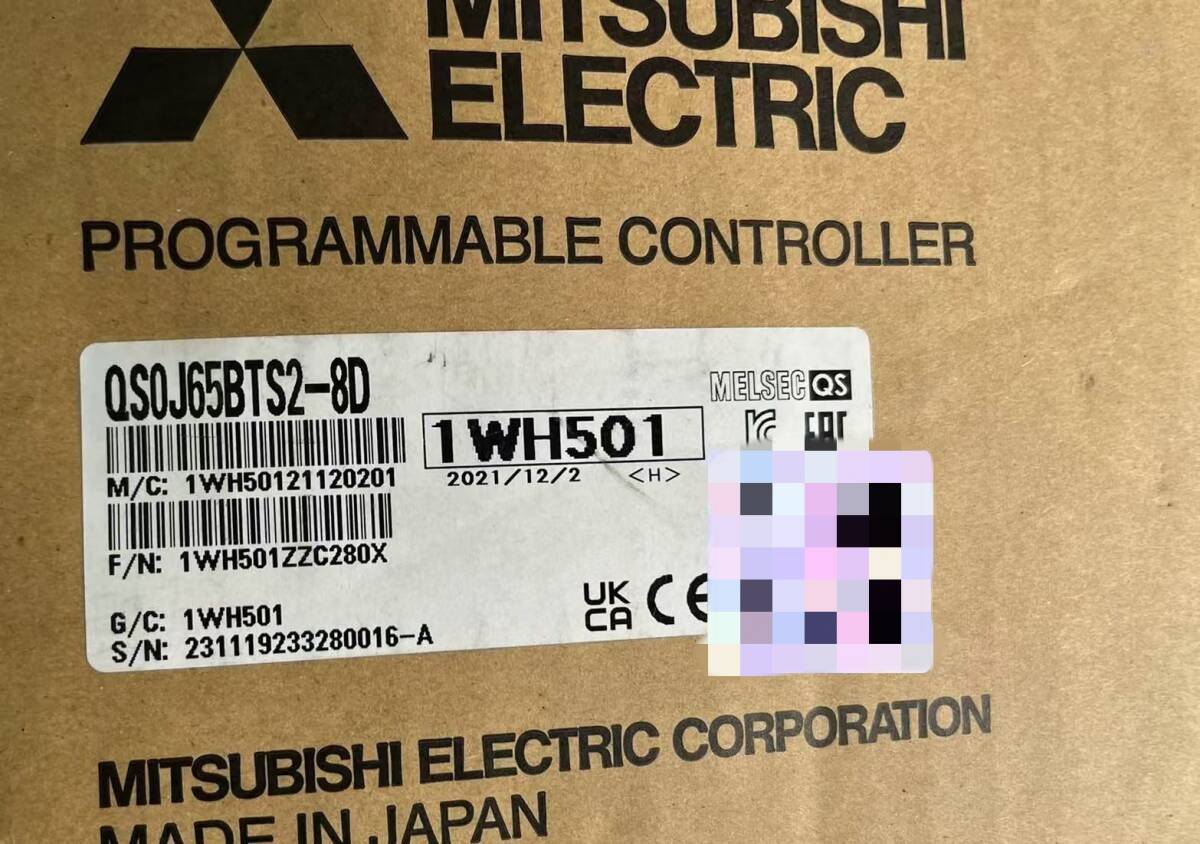 MITSUBISHI
ELECTRIC
PROGRAMMABLE CONTROLLER
QS0J65BTS2-8D
MELSEC QS
1WH501
M/C: 1WH50121120201
2021/12/2 <H>
F/N: 1WH501ZZC280X
UK
CA CE
G/C: 1WH501
S/N: 231119233280016-A
MITSUBISHI ELECTRIC CORPORATION
MADE IN JAPAN